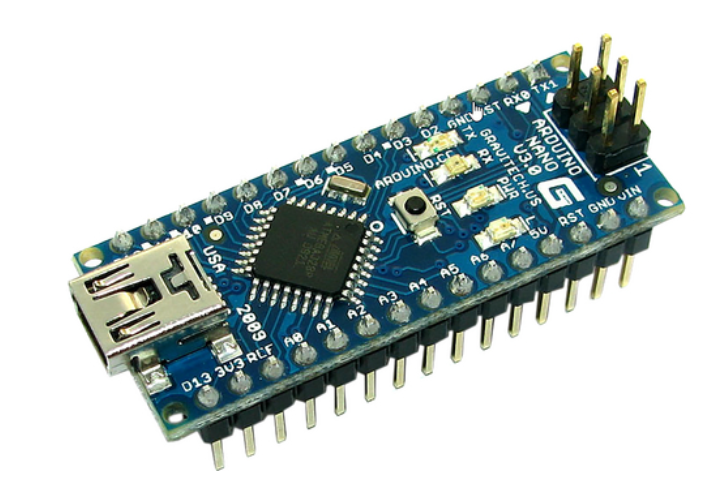 TX1
RX0
RST
GND
D2
D3
D4
D5
D6
D7
D8
D9
TX
RX
PWR
L
ARDUINO.CC
GRAVITECH.US
ARDUINO
NANO
V3.0
G
1
RST
USA
2009
D13
3V3
REF
A0
A1
A2
A3
A4
A5
A6
A7
5V
RST
GND
VIN